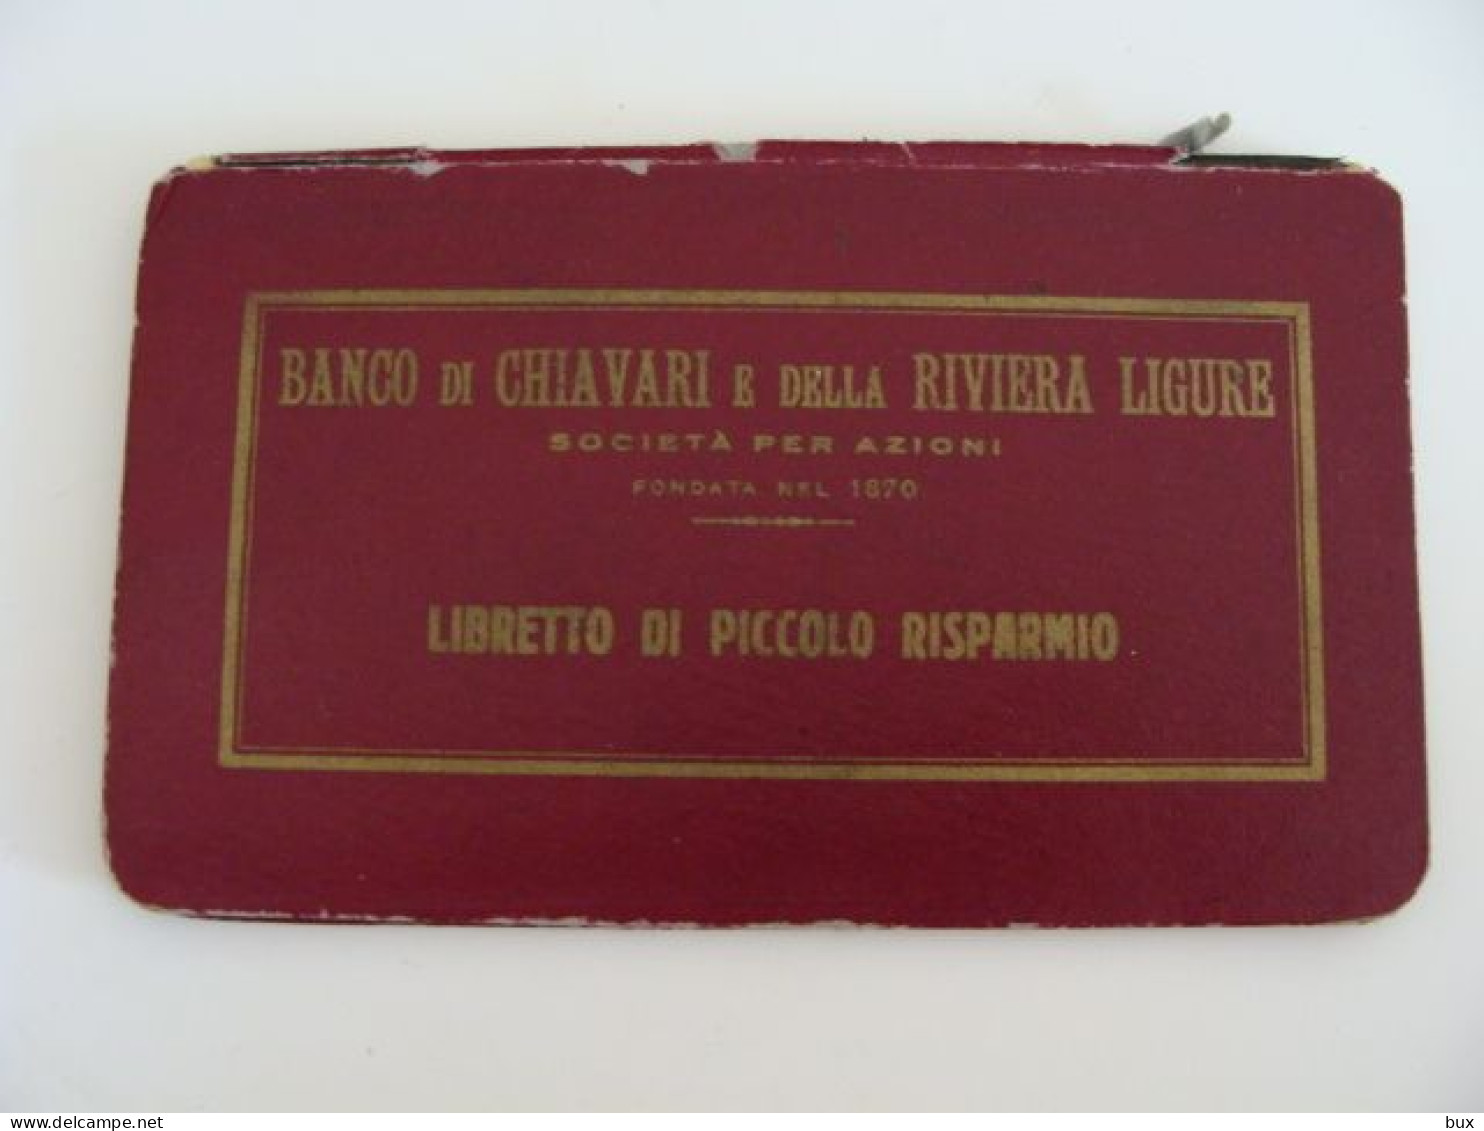 BANCO DI CHIAVARI E DELLA RIVIERA LIGURE
SOCIETÀ PER AZIONI
FONDATA NEL 1870
LIBRETTO DI PICCOLO RISPARMIO
www.delcampe.net
bux